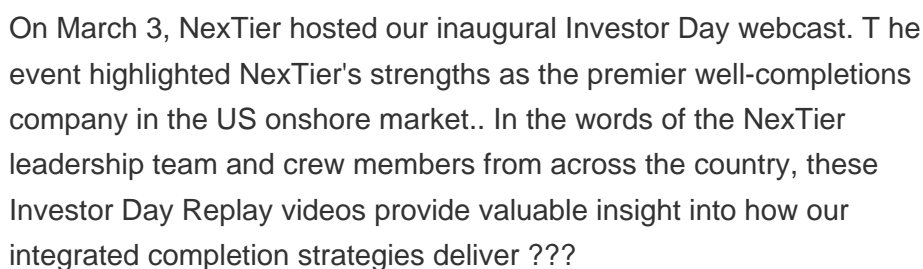 On March 3, NexTier hosted our inaugural Investor Day webcast. T he
event highlighted NexTier's strengths as the premier well-completions
company in the US onshore market.. In the words of the NexTier
leadership team and crew members from across the country, these
Investor Day Replay videos provide valuable insight into how our
integrated completion strategies deliver ???